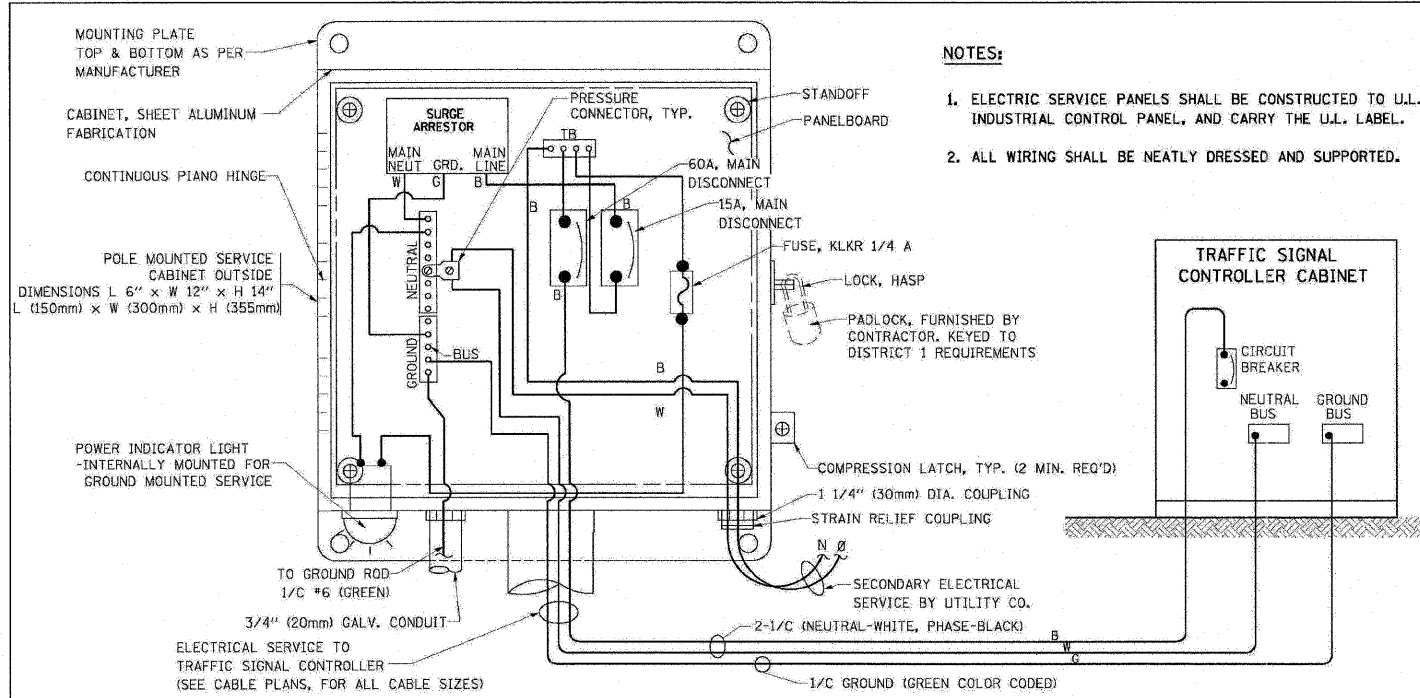 MOUNTING PLATE
TOP & BOTTOM AS PER
MANUFACTURER
CABINET, SHEET ALUMINUM
FABRICATION
CONTINUOUS PIANO HINGE
POLE MOUNTED SERVICE
CABINET OUTSIDE
DIMENSIONS L 6" x W 12" x H 14"
L (150mm) x W (300mm) x H (355mm)
POWER INDICATOR LIGHT
-INTERNALLY MOUNTED FOR
GROUND MOUNTED SERVICE
TO GROUND ROD
1/C #6 (GREEN)
3/4" (20mm) GALV. CONDUIT
ELECTRICAL SERVICE TO
TRAFFIC SIGNAL CONTROLLER
(SEE CABLE PLANS, FOR ALL CABLE SIZES)
SURGE
ARRESTOR
MAIN NEUT
GRD.
MAIN LINE
W
G
B
PRESSURE
CONNECTOR, TYP.
TB
60A, MAIN
DISCONNECT
15A, MAIN
DISCONNECT
B
B
NEUTRAL
GROUND
BUS
B
W
STANDOFF
PANELBOARD
FUSE, KLKR 1/4 A
LOCK, HASP
PADLOCK, FURNISHED BY
CONTRACTOR. KEYED TO
DISTRICT 1 REQUIREMENTS
COMPRESSION LATCH, TYP. (2 MIN. REQ'D)
1 1/4" (30mm) DIA. COUPLING
STRAIN RELIEF COUPLING
N Ø
SECONDARY ELECTRICAL
SERVICE BY UTILITY CO.
2-1/C (NEUTRAL-WHITE, PHASE-BLACK)
B
W
G
1/C GROUND (GREEN COLOR CODED)
NOTES:
1. ELECTRIC SERVICE PANELS SHALL BE CONSTRUCTED TO U.L.
INDUSTRIAL CONTROL PANEL, AND CARRY THE U.L. LABEL.
2. ALL WIRING SHALL BE NEATLY DRESSED AND SUPPORTED.
TRAFFIC SIGNAL
CONTROLLER CABINET
CIRCUIT
BREAKER
NEUTRAL
BUS
GROUND
BUS